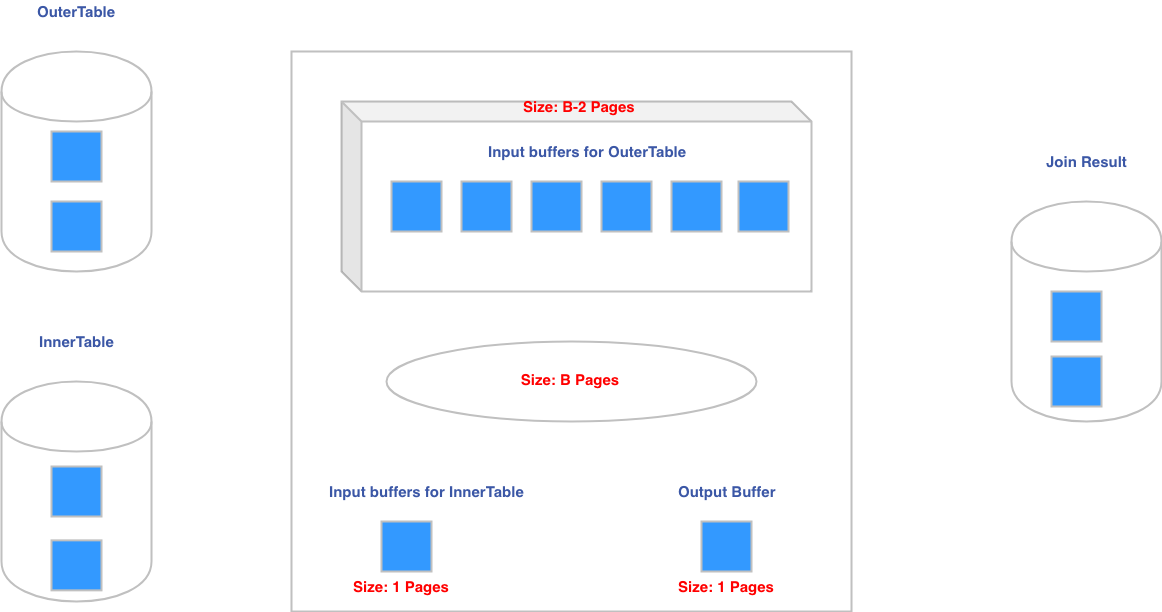 OuterTable
Size: B-2 Pages
Input buffers for OuterTable
Join Result
InnerTable
Size: B Pages
Input buffers for InnerTable
Output Buffer
Size: 1 Pages
Size: 1 Pages